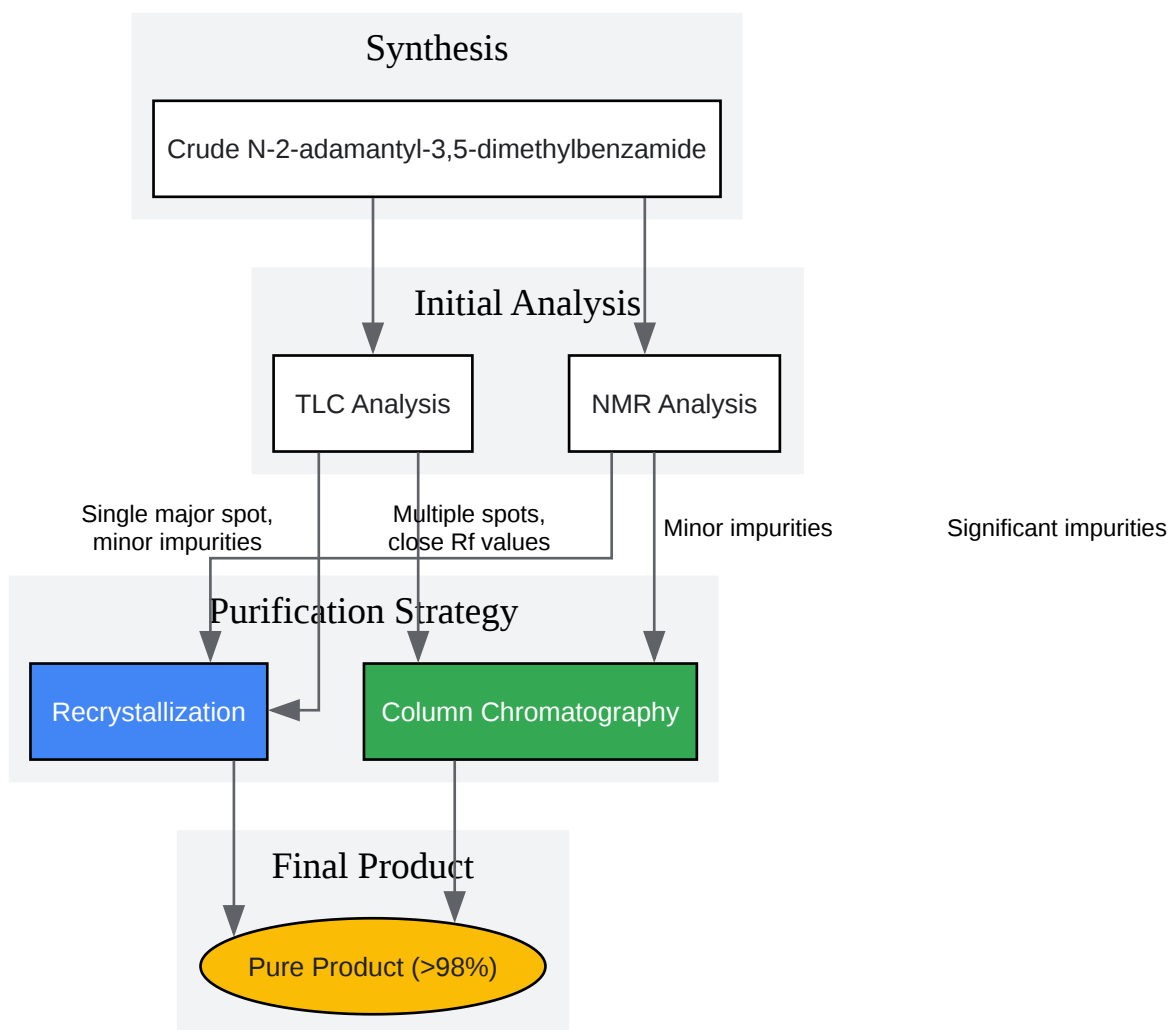 Synthesis
Crude N-2-adamantyl-3,5-dimethylbenzamide
Initial Analysis
TLC Analysis
NMR Analysis
Single major spot,
minor impurities
Multiple spots,
close Rf values
Minor impurities
Significant impurities
Purification Strategy
Recrystallization
Column Chromatography
Final Product
Pure Product (>98%)